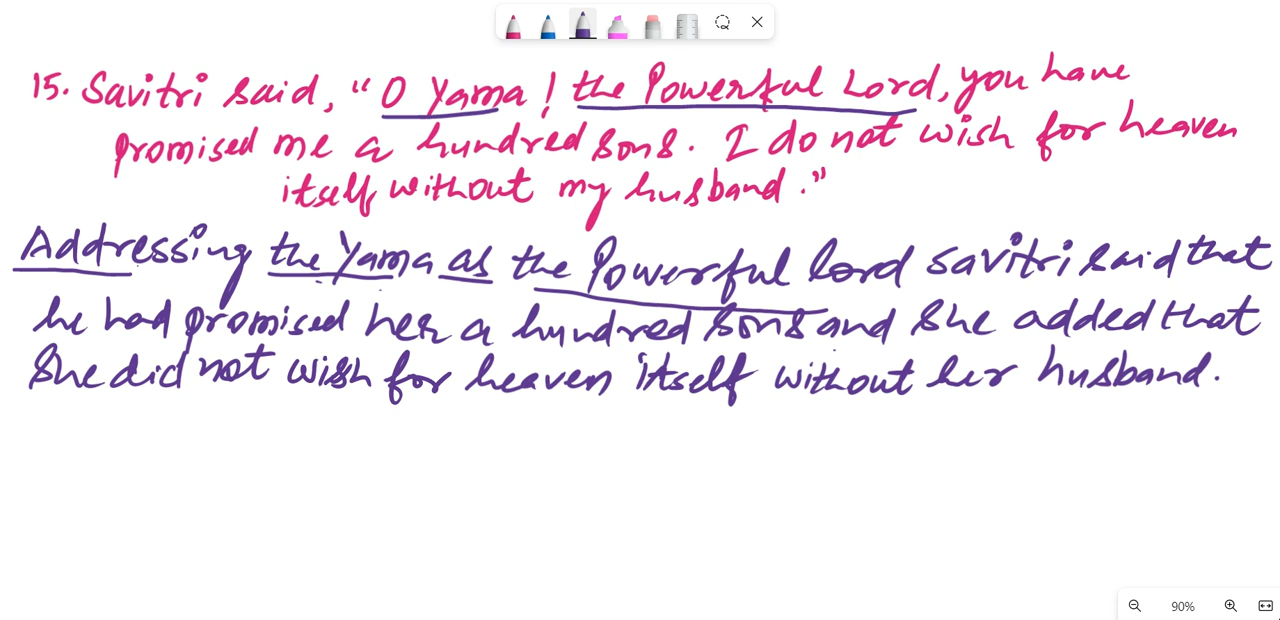 15. Savitri said, "O Yama! the Powerful Lord, you have
promised me a hundred sons. I do not wish for heaven
itself without my husband."
Addressing the Yama as the Powerful lord savitri said that
he had promised her a hundred sons and she added that
She did not wish for heaven itself without her husband.
90%